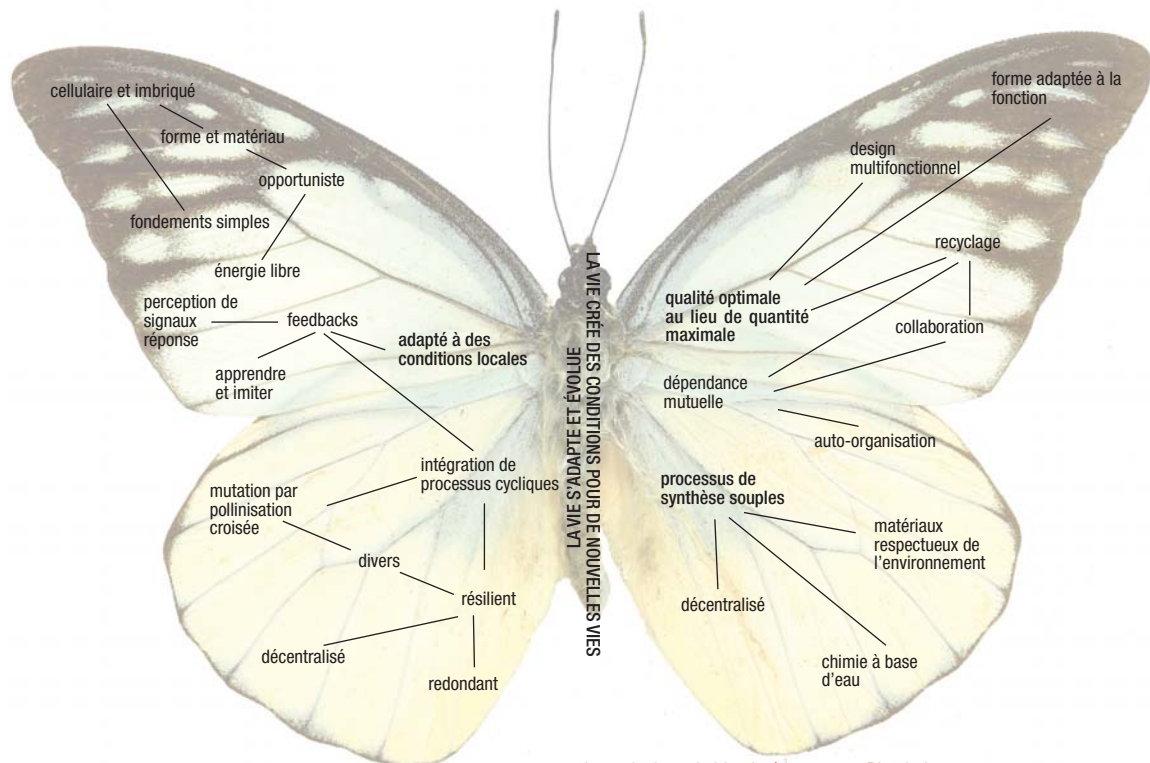 cellulaire et imbriqué
forme et matériau
opportuniste
fondements simples
énergie libre
perception de
signaux
réponse
feedbacks
adapté à des
conditions locales
apprendre
et imiter
intégration de
processus cycliques
mutation par
pollinisation
croisée
divers
résilient
décentralisé
redondant
LA VIE S'ADAPTE ET ÉVOLUE
LA VIE CRÉE DES CONDITIONS POUR DE NOUVELLES VIES
forme adaptée à la
fonction
design
multifonctionnel
recyclage
qualité optimale
au lieu de quantité
maximale
collaboration
dépendance
mutuelle
auto-organisation
processus de
synthèse souples
matériaux
respectueux de
l'environnement
décentralisé
chimie à base
d'eau